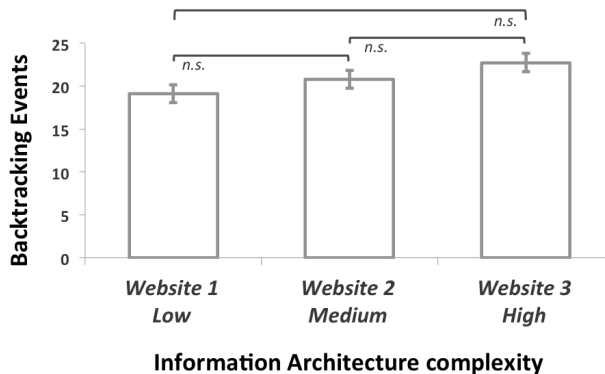 n.s.
n.s.
n.s.
Backtracking Events
25
20
15
10
5
0
Website 1
Low
Website 2
Medium
Website 3
High
Information Architecture complexity